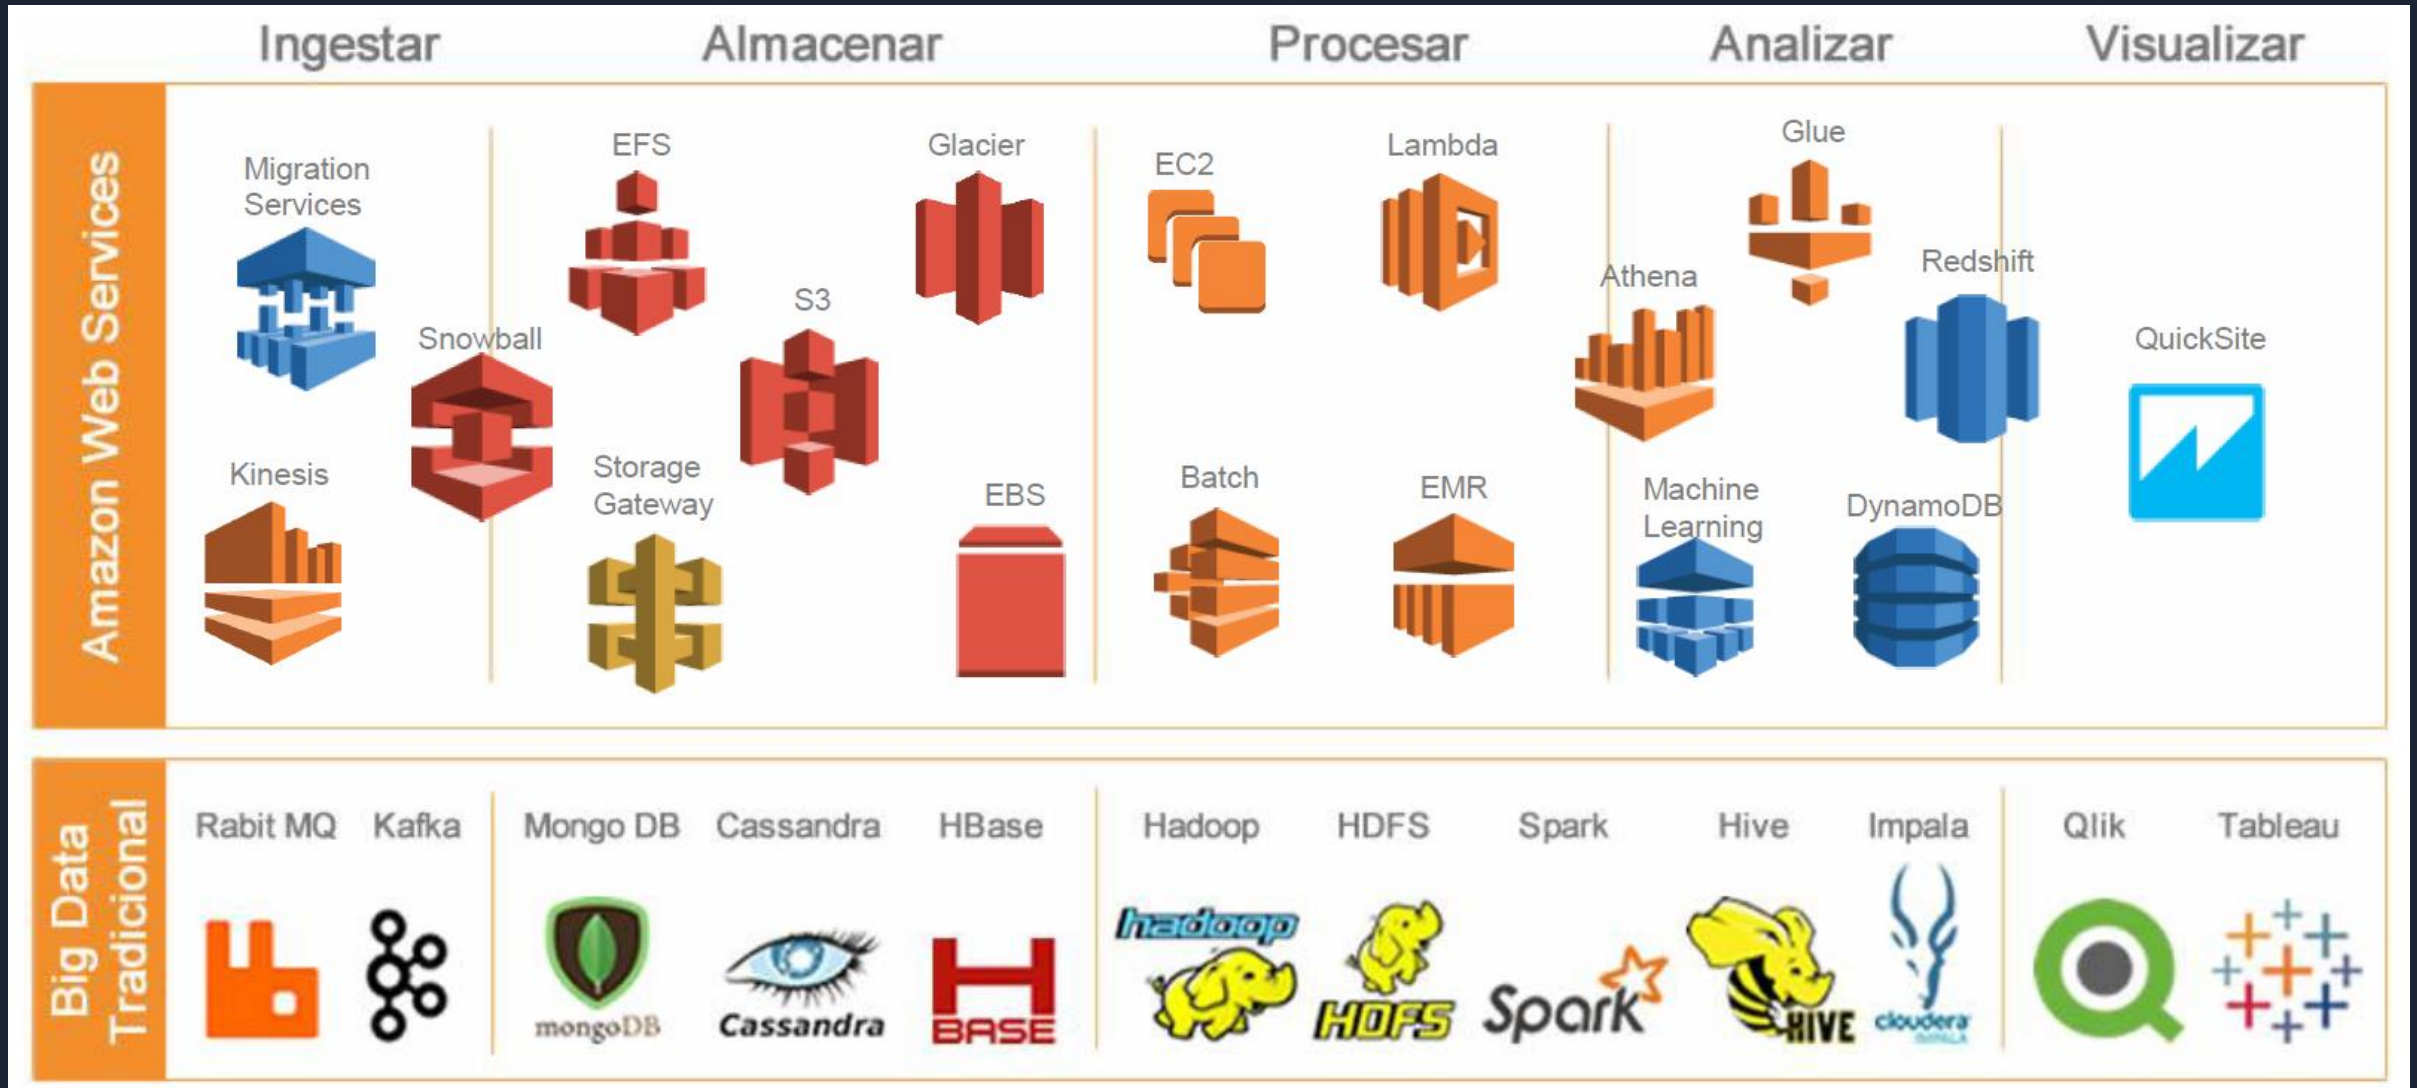 Ingestar
Almacenar
Procesar
Analizar
Visualizar
Amazon Web Services
Migration
Services
Snowball
Kinesis
EFS
Glacier
S3
Storage
Gateway
EBS
EC2
Lambda
Batch
EMR
Glue
Athena
Redshift
Machine
Learning
DynamoDB
QuickSite
Big Data
Tradicional
Rabit MQ
Kafka
Mongo DB
Cassandra
HBase
Hadoop
HDFS
Spark
Hive
Impala
Qlik
Tableau
mongoDB
Cassandra
H
BASE
hadoop
HDFS
Spark
HIVE
cloudera
IMPALA